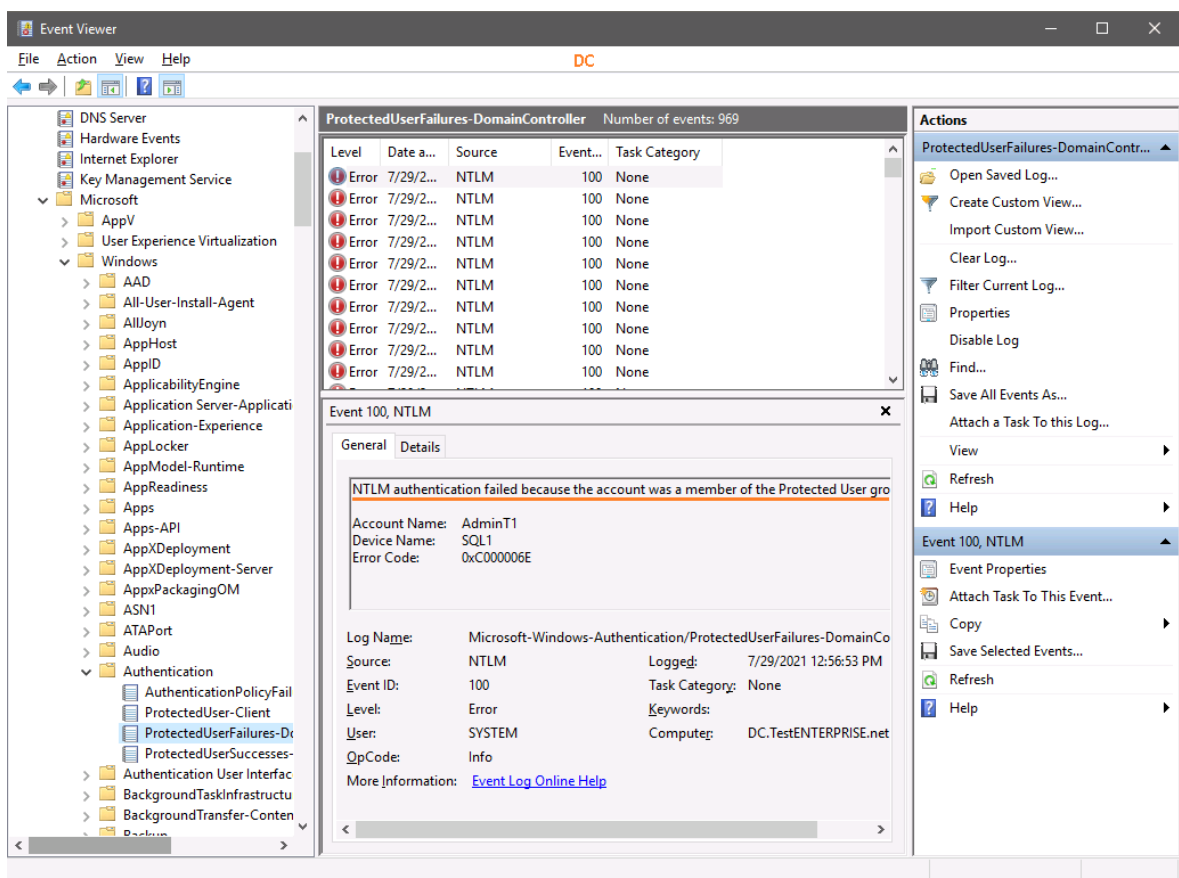 Event Viewer
File Action View Help
DC
DNS Server
Hardware Events
Internet Explorer
Key Management Service
Microsoft
AppV
User Experience Virtualization
Windows
AAD
All-User-Install-Agent
AllJoyn
AppHost
AppID
ApplicabilityEngine
Application Server-Applicati
Application-Experience
AppLocker
AppModel-Runtime
AppReadiness
Apps
Apps-API
AppXDeployment
AppXDeployment-Server
AppxPackagingOM
ASN1
ATAPort
Audio
Authentication
AuthenticationPolicyFail
ProtectedUser-Client
ProtectedUserFailures-Do
ProtectedUserSuccesses-
Authentication User Interfac
BackgroundTaskInfrastructu
BackgroundTransfer-Conten
Backup
ProtectedUserFailures-DomainController Number of events: 969
Level Date a... Source Event... Task Category
Error 7/29/2... NTLM 100 None
Error 7/29/2... NTLM 100 None
Error 7/29/2... NTLM 100 None
Error 7/29/2... NTLM 100 None
Error 7/29/2... NTLM 100 None
Error 7/29/2... NTLM 100 None
Error 7/29/2... NTLM 100 None
Error 7/29/2... NTLM 100 None
Error 7/29/2... NTLM 100 None
Error 7/29/2... NTLM 100 None
Event 100, NTLM
General Details
NTLM authentication failed because the account was a member of the Protected User gro
Account Name: AdminT1
Device Name: SQL1
Error Code: 0xC000006E
Log Name: Microsoft-Windows-Authentication/ProtectedUserFailures-DomainCo
Source: NTLM Logged: 7/29/2021 12:56:53 PM
Event ID: 100 Task Category: None
Level: Error Keywords:
User: SYSTEM Computer: DC.TestENTERPRISE.net
OpCode: Info
More Information: Event Log Online Help
Actions
ProtectedUserFailures-DomainContr...
Open Saved Log...
Create Custom View...
Import Custom View...
Clear Log...
Filter Current Log...
Properties
Disable Log
Find...
Save All Events As...
Attach a Task To this Log...
View
Refresh
Help
Event 100, NTLM
Event Properties
Attach Task To This Event...
Copy
Save Selected Events...
Refresh
Help